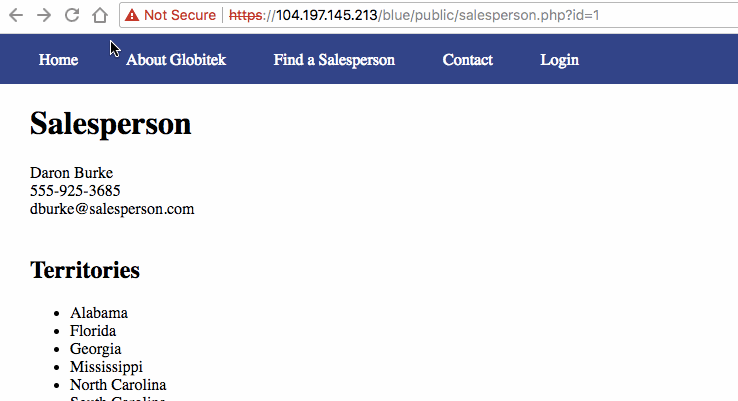 Not Secure https://104.197.145.213/blue/public/salesperson.php?id=1
Home About Globitek Find a Salesperson Contact Login
Salesperson
Daron Burke
555-925-3685
dburke@salesperson.com
Territories
Alabama
Florida
Georgia
Mississippi
North Carolina